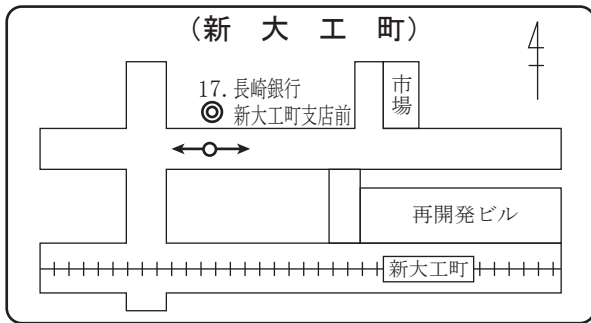 (新大工町)
17. 長崎銀行
◎ 新大工町支店前
市場
再開発ビル
新大工町